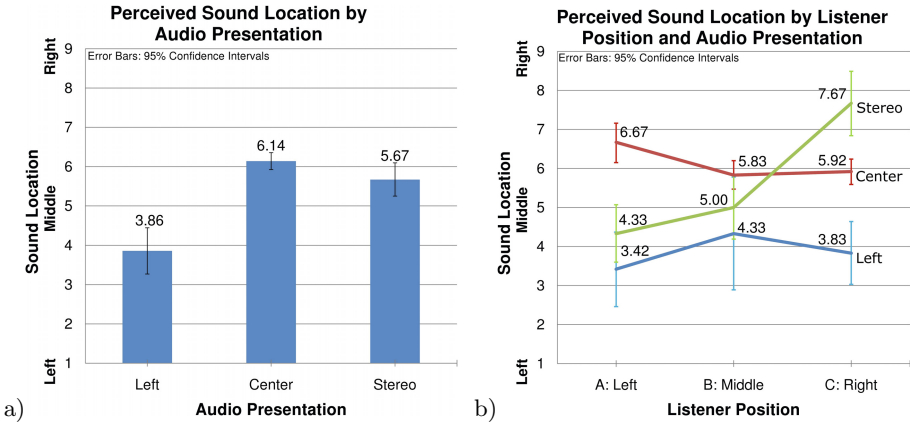 Perceived Sound Location by
Audio Presentation
Error Bars: 95% Confidence Intervals
Right
Sound Location
Middle
Left
9
8
7
6
5
4
3
2
1
3.86
6.14
5.67
Left
Center
Stereo
Audio Presentation
a)
Perceived Sound Location by Listener
Position and Audio Presentation
Error Bars: 95% Confidence Intervals
Right
Sound Location
Middle
Left
9
8
7
6
5
4
3
2
1
7.67
Stereo
6.67
5.83
5.92
Center
5.00
4.33
4.33
3.42
3.83
Left
A: Left
B: Middle
C: Right
Listener Position
b)